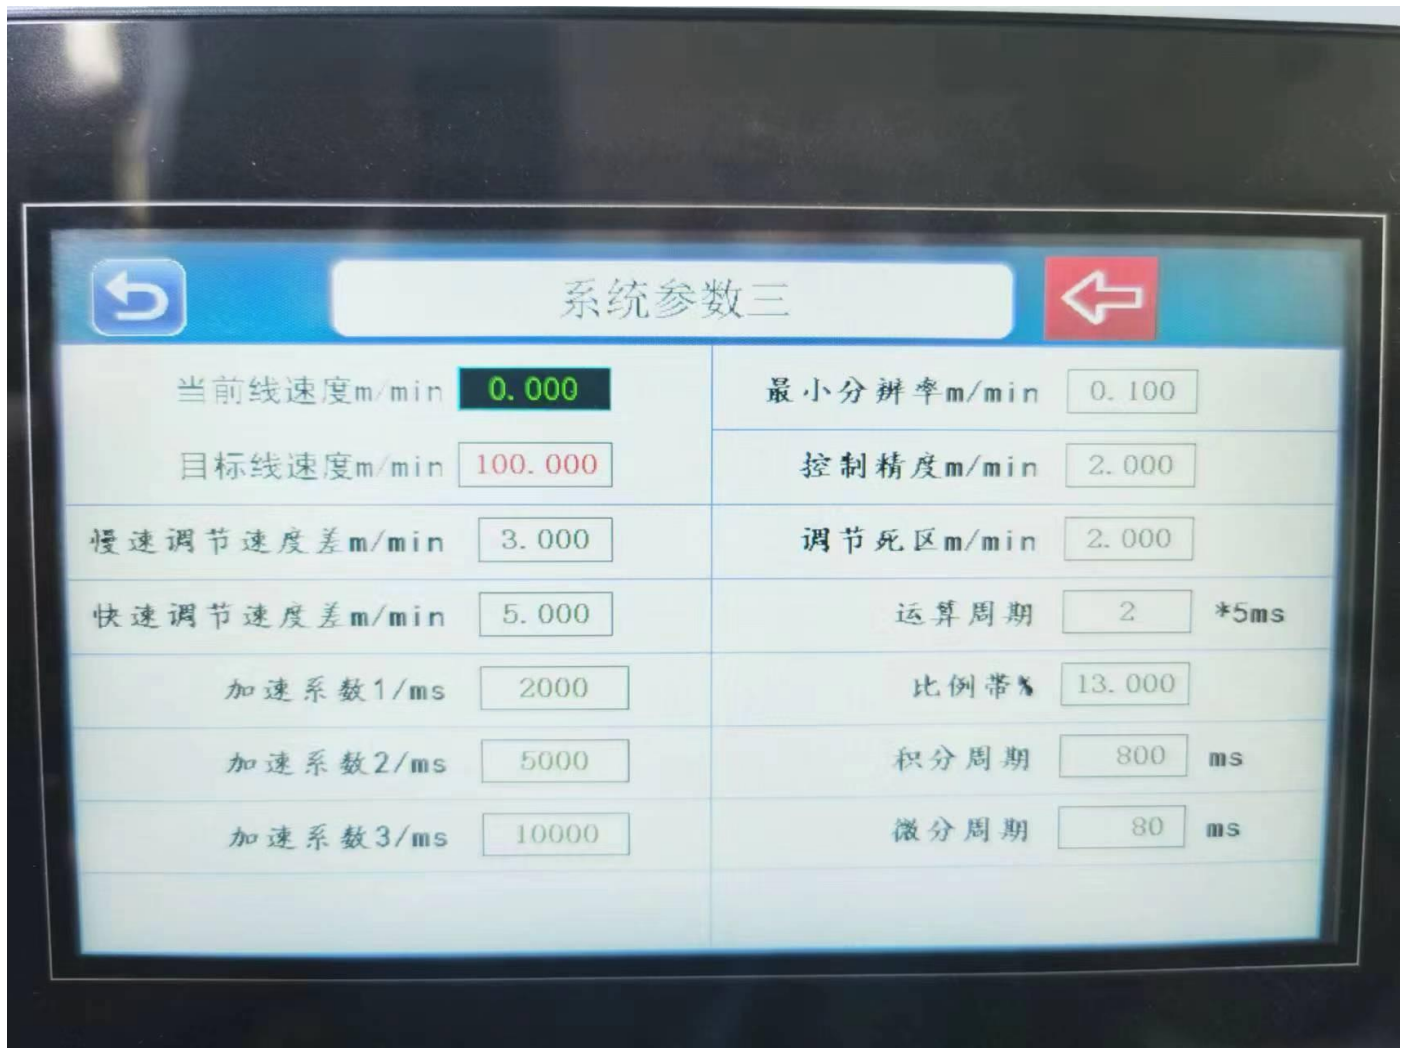 系统参数三
当前线速度m/min 0.000
目标线速度m/min 100.000
慢速调节速度差m/min 3.000
快速调节速度差m/min 5.000
加速系数1/ms 2000
加速系数2/ms 5000
加速系数3/ms 10000
最小分辨率m/min 0.100
控制精度m/min 2.000
调节死区m/min 2.000
运算周期 2 *5ms
比例带% 13.000
积分周期 800 ms
微分周期 80 ms